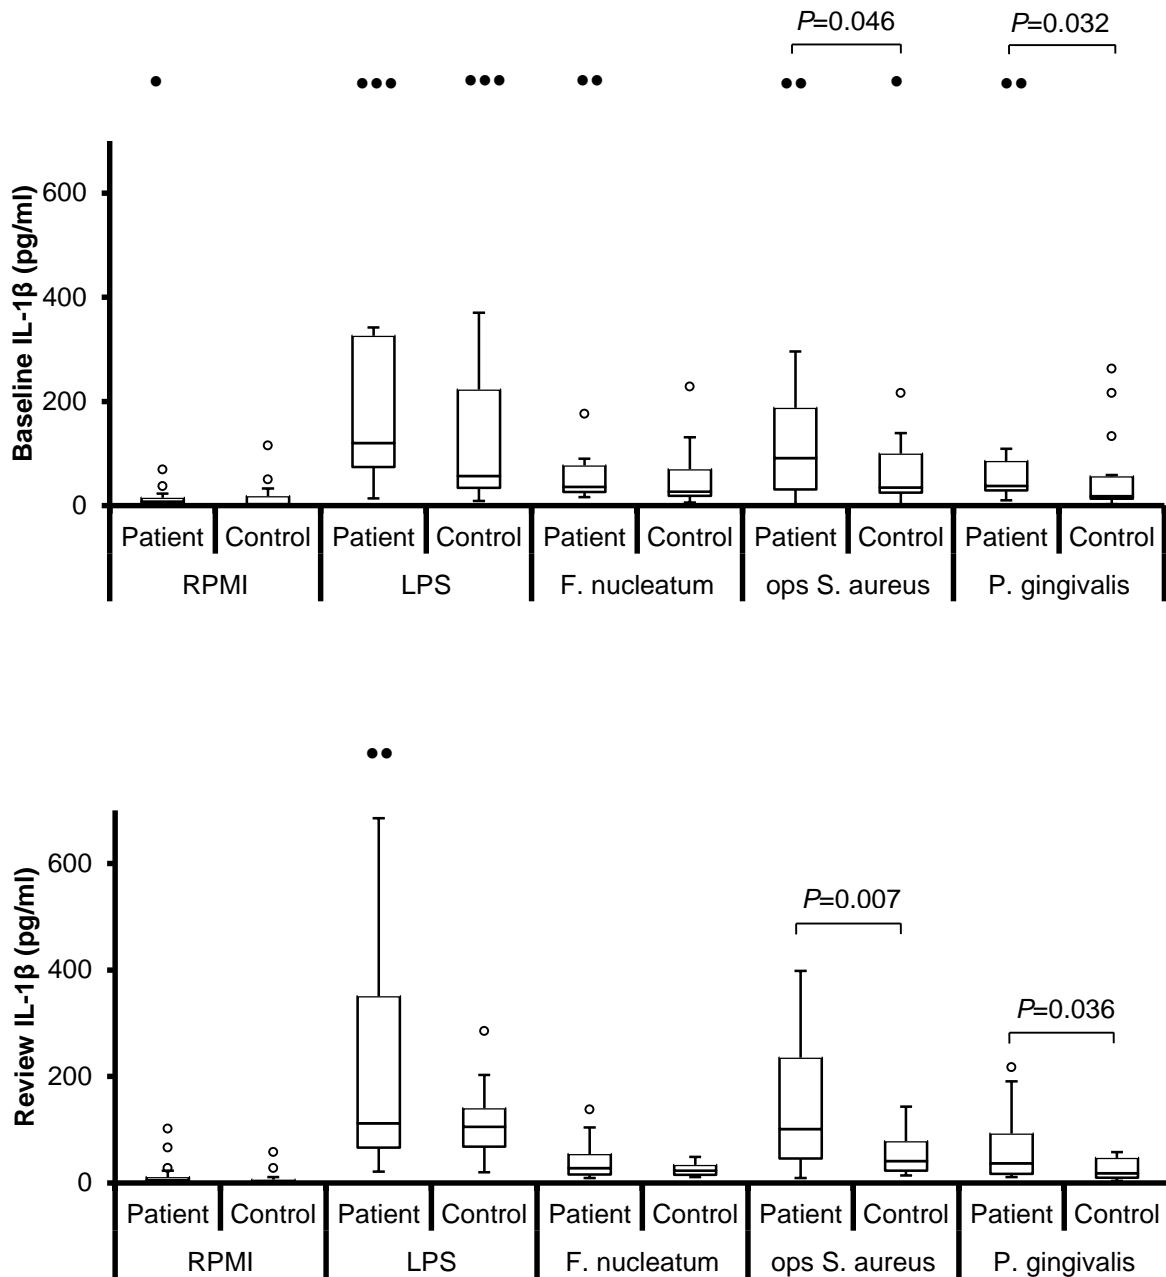 P=0.046
P=0.032
Baseline IL-1β (pg/ml)
600
400
200
0
Patient Control Patient Control Patient Control Patient Control Patient Control
RPMI LPS F. nucleatum ops S. aureus P. gingivalis
Review IL-1β (pg/ml)
600
P=0.007
400
P=0.036
200
0
Patient Control Patient Control Patient Control Patient Control Patient Control
RPMI LPS F. nucleatum ops S. aureus P. gingivalis